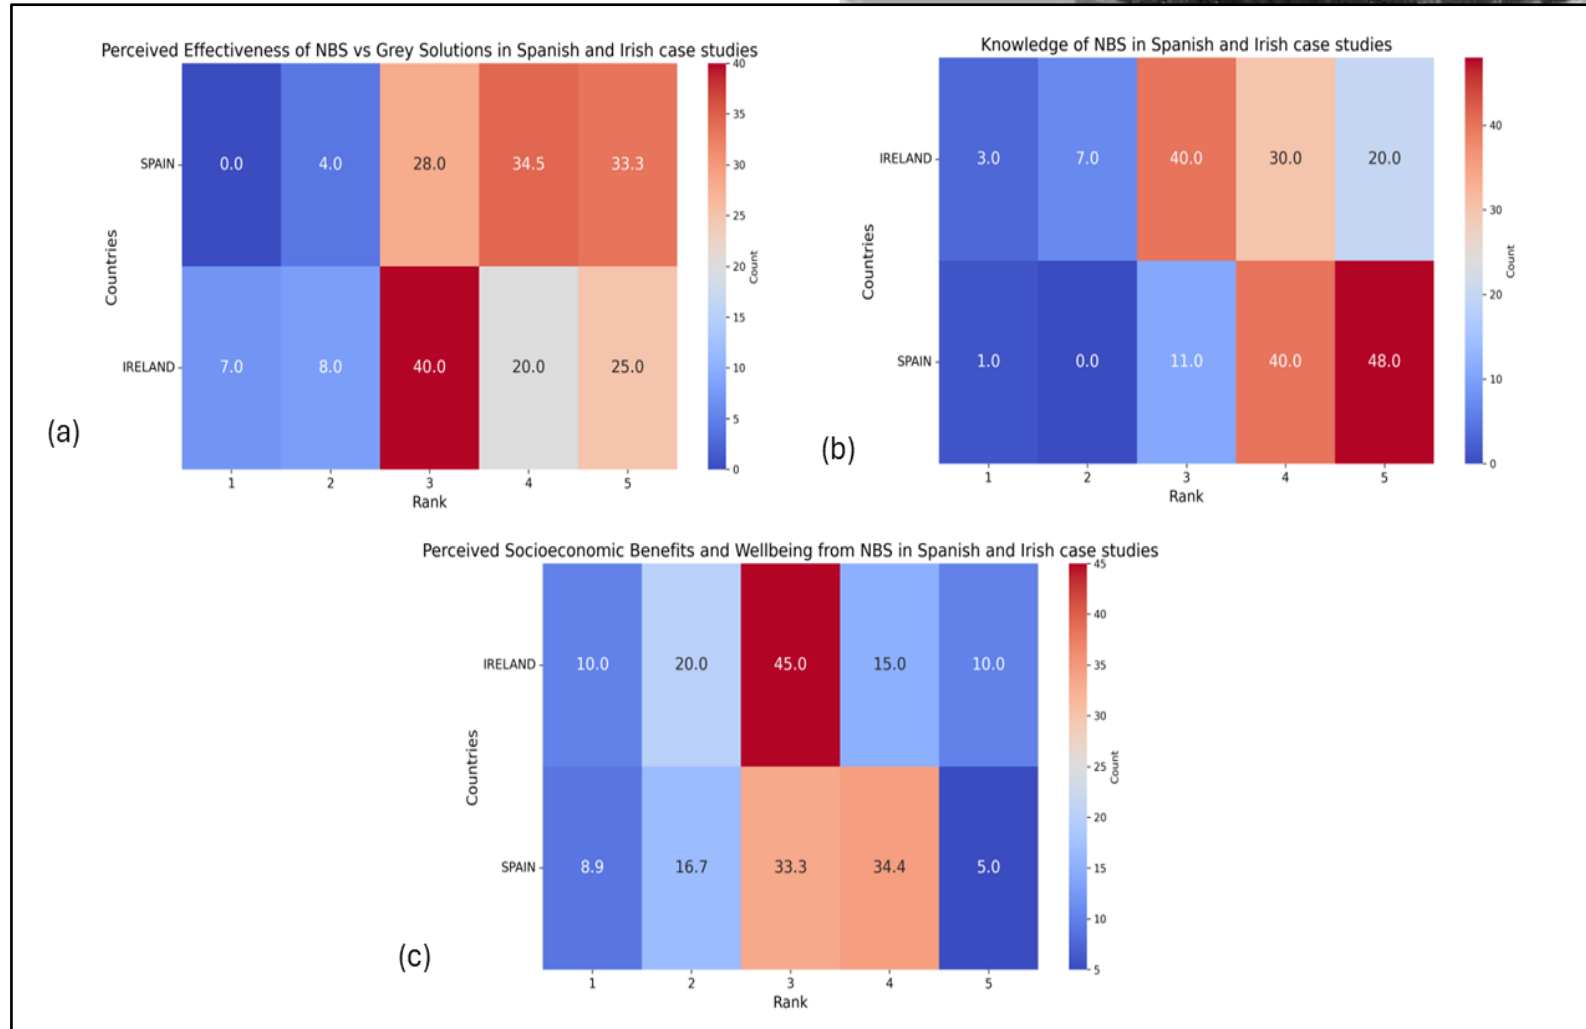 Perceived Effectiveness of NBS vs Grey Solutions in Spanish and Irish case studies
40
35
30
25
20
15
10
5
0
Count
Countries
SPAIN
0.0 4.0 28.0 34.5 33.3
IRELAND
7.0 8.0 40.0 20.0 25.0
1 2 3 4 5
Rank
(a)
Knowledge of NBS in Spanish and Irish case studies
40
30
20
10
0
Count
Countries
IRELAND
3.0 7.0 40.0 30.0 20.0
SPAIN
1.0 0.0 11.0 40.0 48.0
1 2 3 4 5
Rank
(b)
Perceived Socioeconomic Benefits and Wellbeing from NBS in Spanish and Irish case studies
45
40
35
30
25
20
15
10
5
Count
Countries
IRELAND
10.0 20.0 45.0 15.0 10.0
SPAIN
8.9 16.7 33.3 34.4 5.0
1 2 3 4 5
Rank
(c)